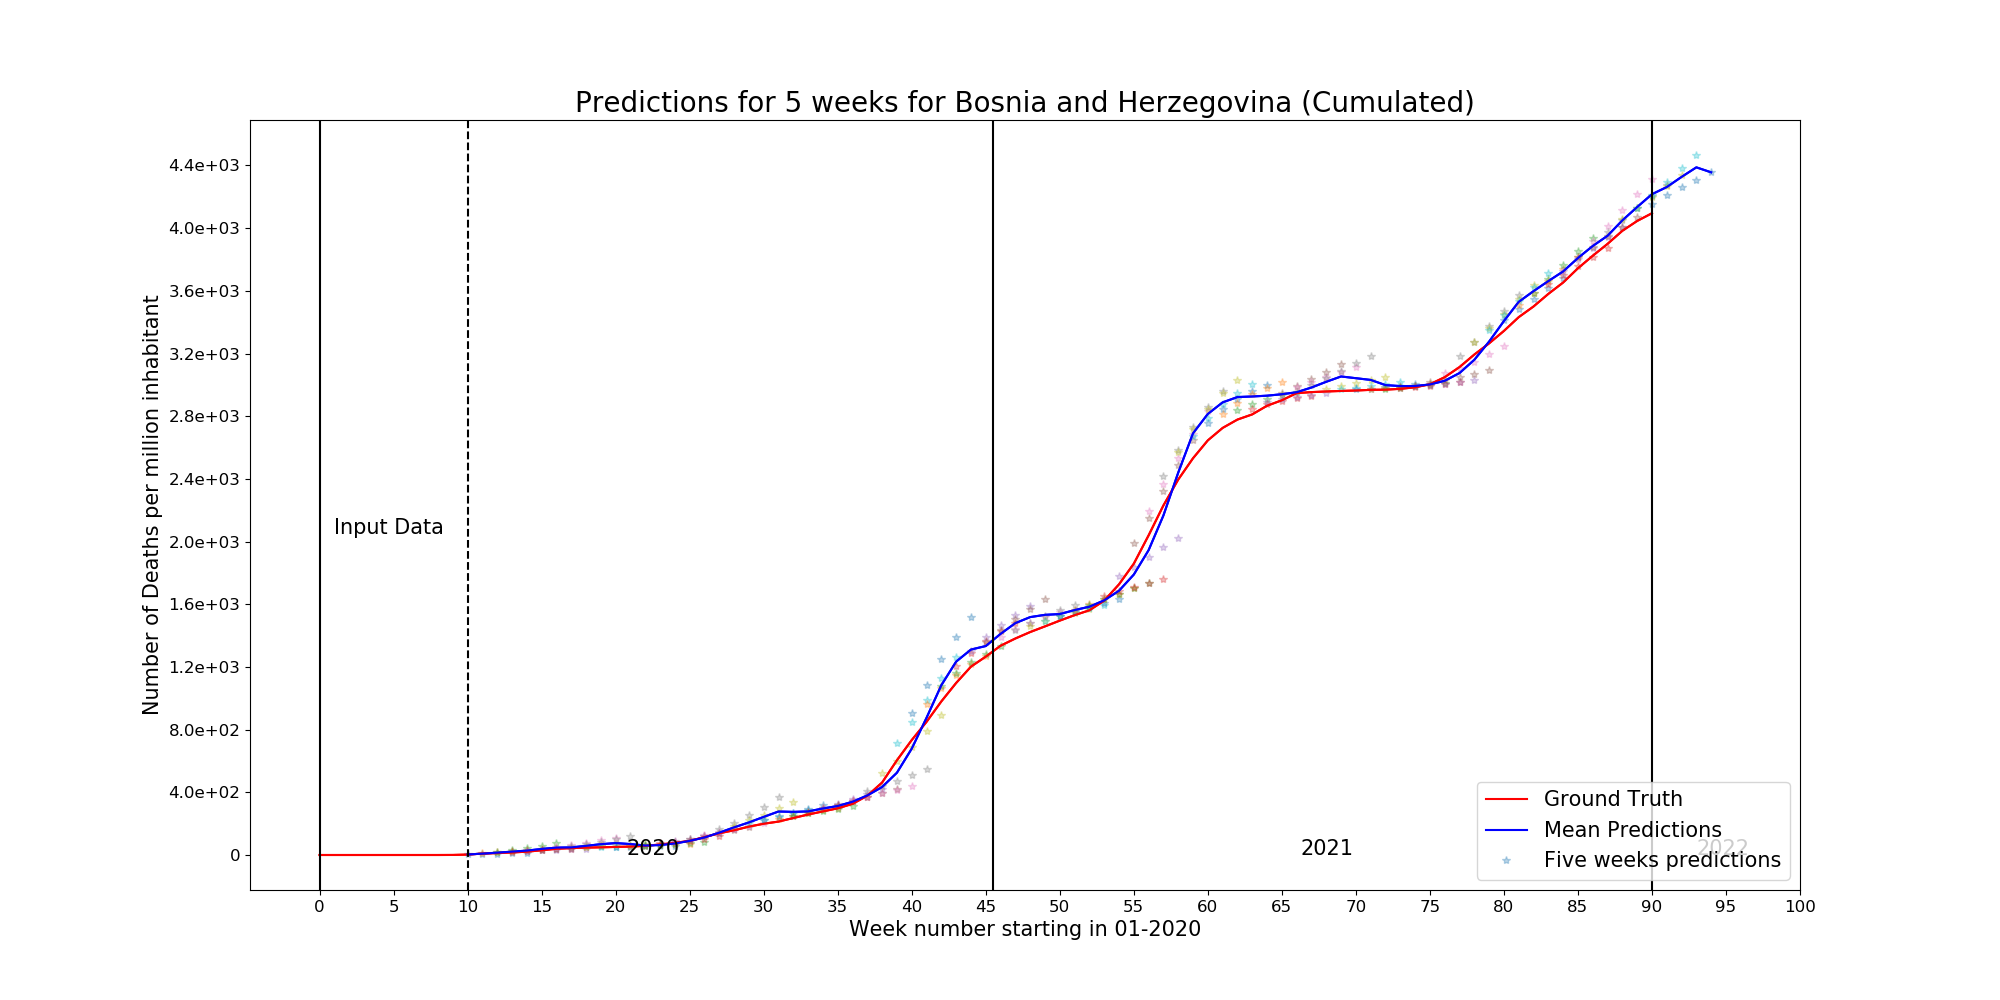 Predictions for 5 weeks for Bosnia and Herzegovina (Cumulated)
Number of Deaths per million inhabitant
4.4e+03
4.0e+03
3.6e+03
3.2e+03
2.8e+03
2.4e+03
2.0e+03
1.6e+03
1.2e+03
8.0e+02
4.0e+02
0
Input Data
2020
2021
2022
Ground Truth
Mean Predictions
Five weeks predictions
0 5 10 15 20 25 30 35 40 45 50 55 60 65 70 75 80 85 90 95 100
Week number starting in 01-2020